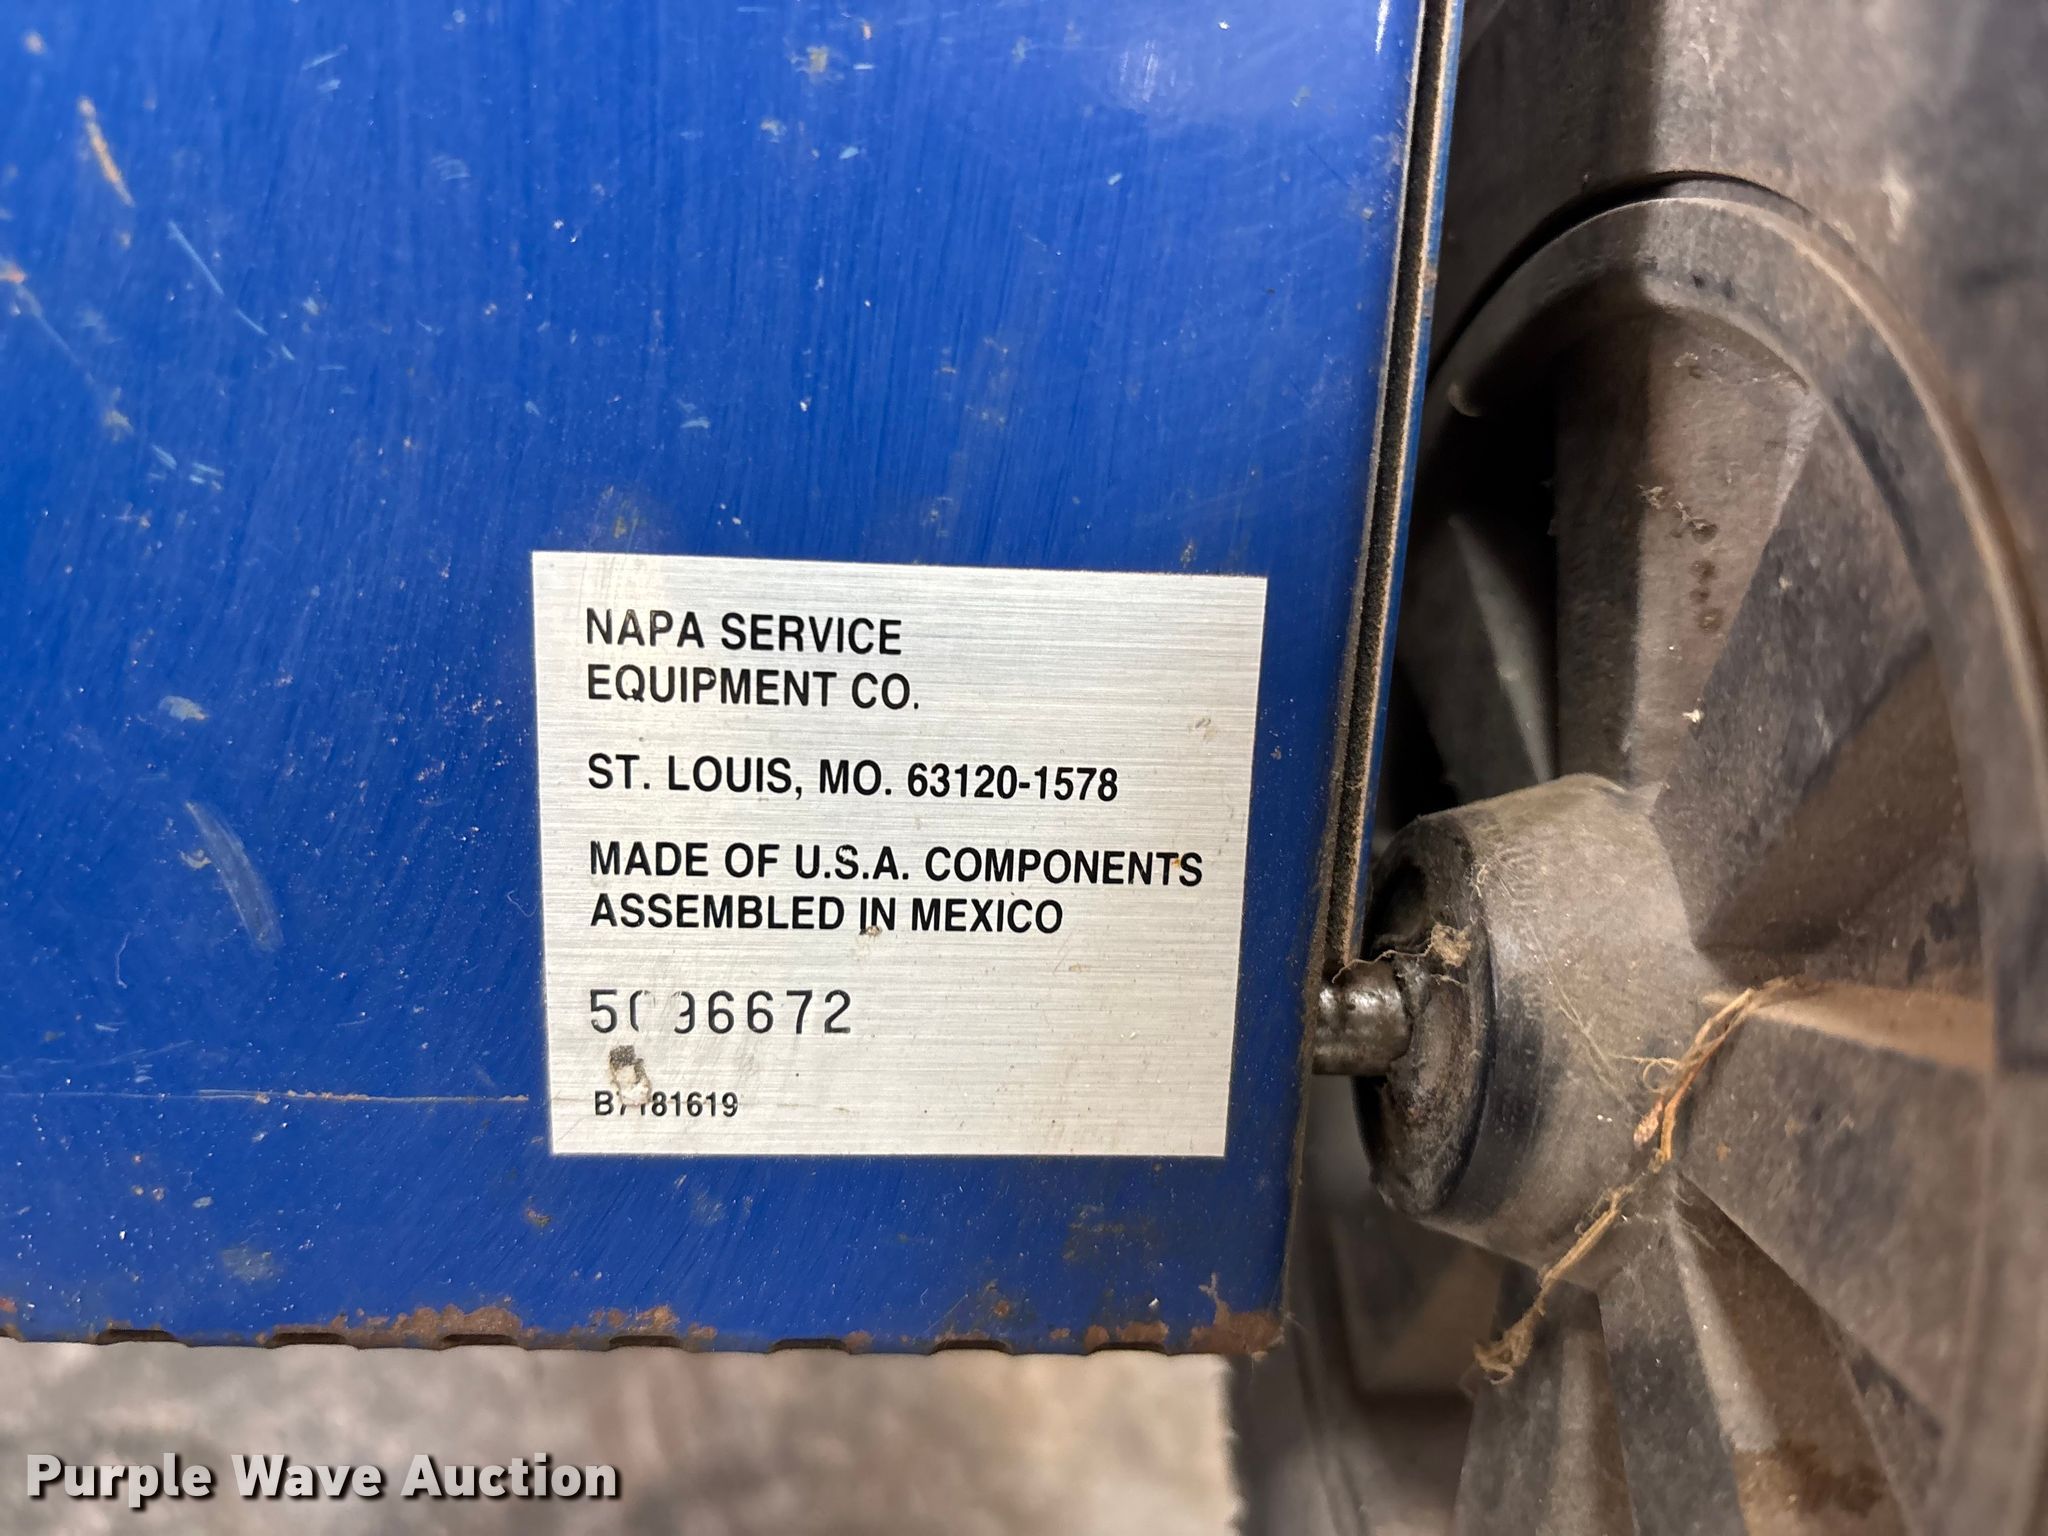 NAPA SERVICE
EQUIPMENT CO.
ST. LOUIS, MO. 63120-1578
MADE OF U.S.A. COMPONENTS
ASSEMBLED IN MEXICO
Purple Wave Auction